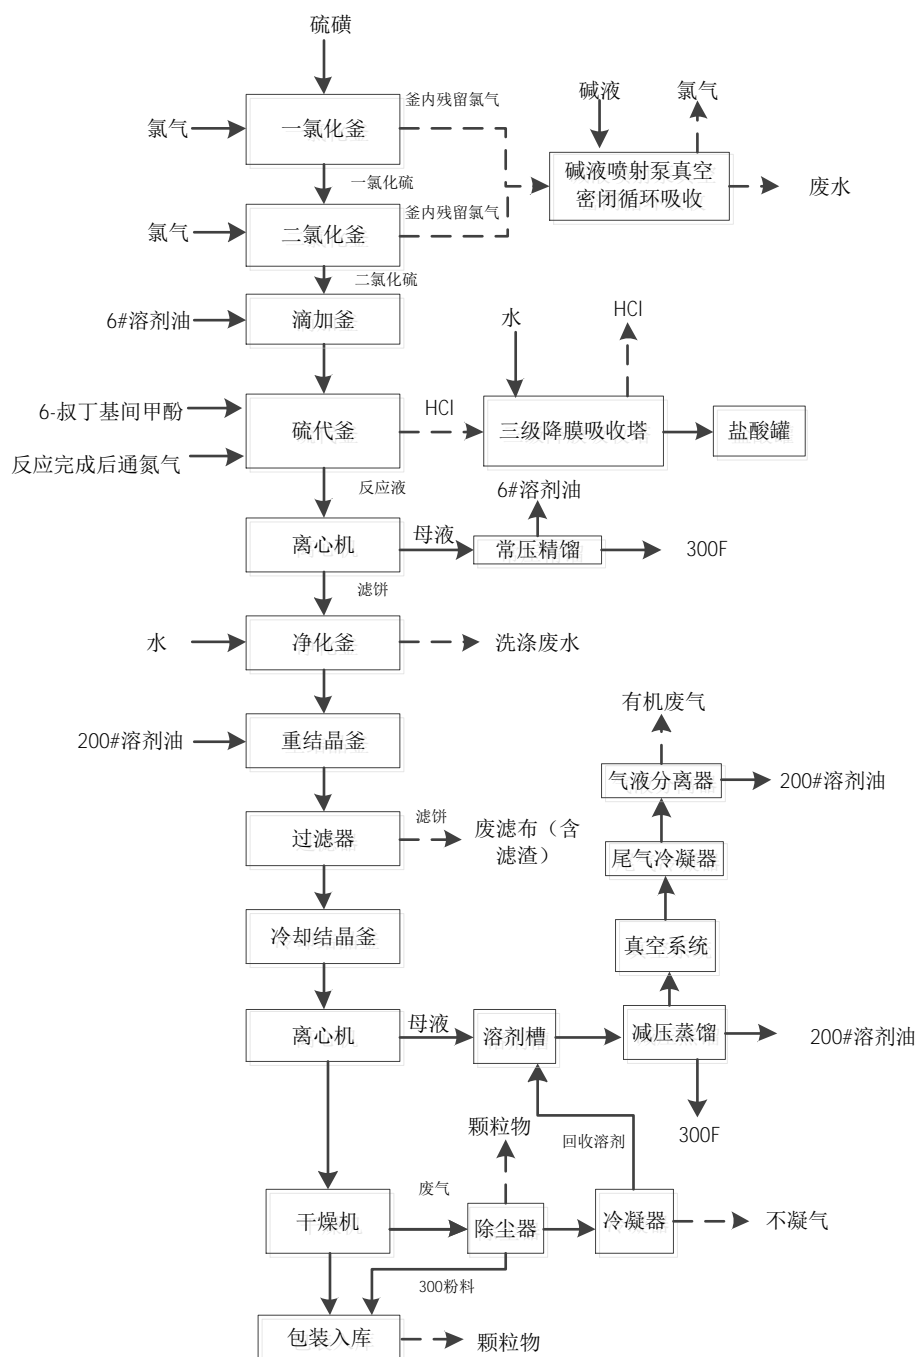 硫磺
釜内残留氯气
碱液
氯气
氯气
一氯化釜
碱液喷射泵真空
密闭循环吸收
废水
一氯化硫
釜内残留氯气
氯气
二氯化釜
二氯化硫
6#溶剂油
滴加釜
水
HCl
6-叔丁基间甲酚
硫代釜
HCl
三级降膜吸收塔
盐酸罐
反应完成后通氮气
反应液
6#溶剂油
离心机
母液
常压精馏
300F
滤饼
水
净化釜
洗涤废水
有机废气
200#溶剂油
重结晶釜
气液分离器
200#溶剂油
滤饼
过滤器
废滤布（含
滤渣）
尾气冷凝器
冷却结晶釜
真空系统
离心机
母液
溶剂槽
减压蒸馏
200#溶剂油
颗粒物
回收溶剂
300F
废气
干燥机
除尘器
冷凝器
不凝气
300粉料
包装入库
颗粒物